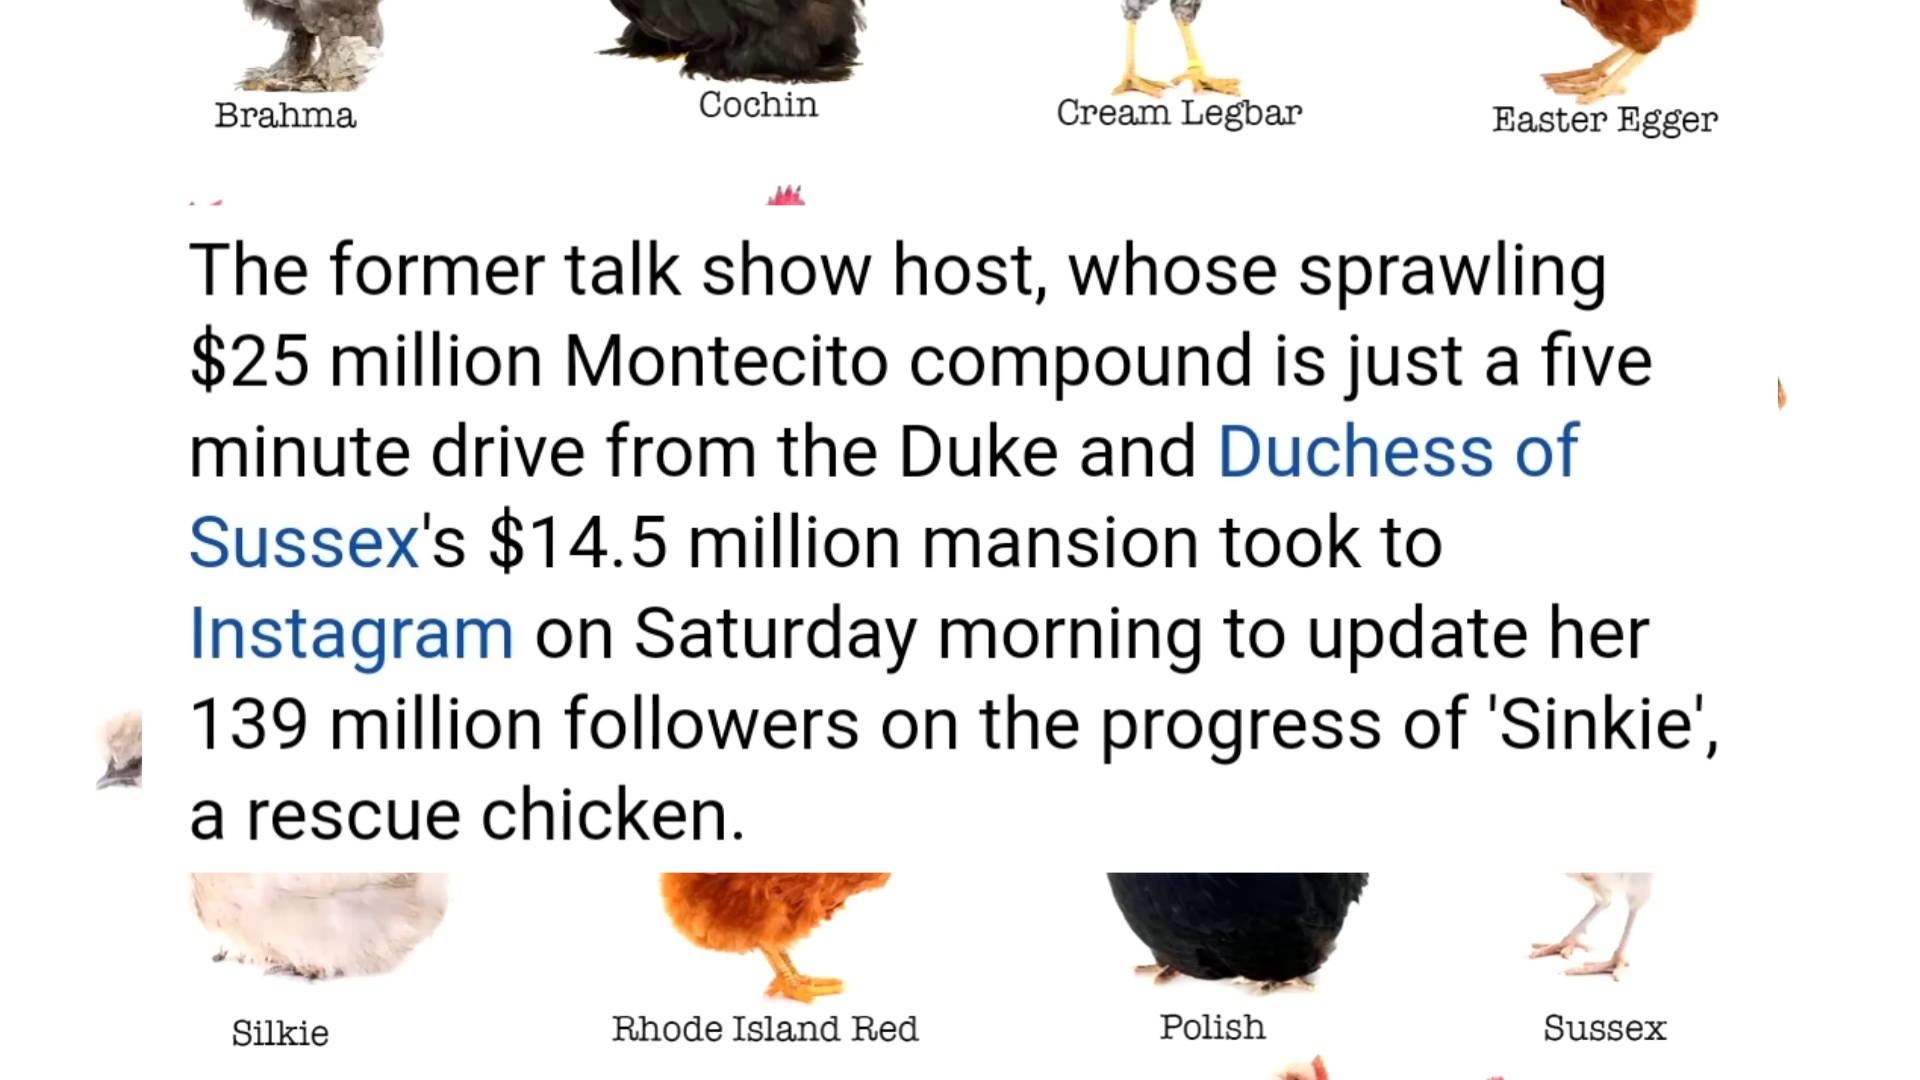 Brahma
Cochin
Cream Legbar
Easter Egger
The former talk show host, whose sprawling
$25 million Montecito compound is just a five
minute drive from the Duke and Duchess of
Sussex's $14.5 million mansion took to
Instagram on Saturday morning to update her
139 million followers on the progress of 'Sinkie',
a rescue chicken.
Silkie
Rhode Island Red
Polish
Sussex